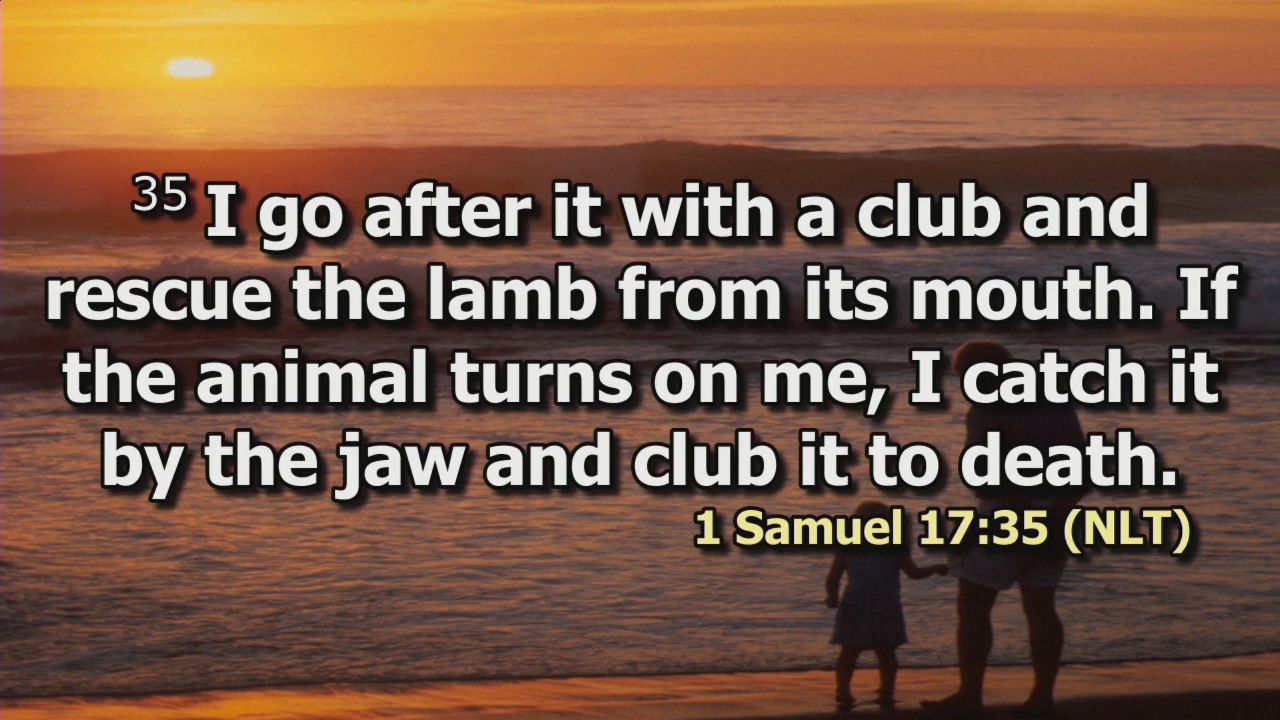 35 I go after it with a club and
rescue the lamb from its mouth. If
the animal turns on me, I catch it
by the jaw and club it to death.
1 Samuel 17:35 (NLT)